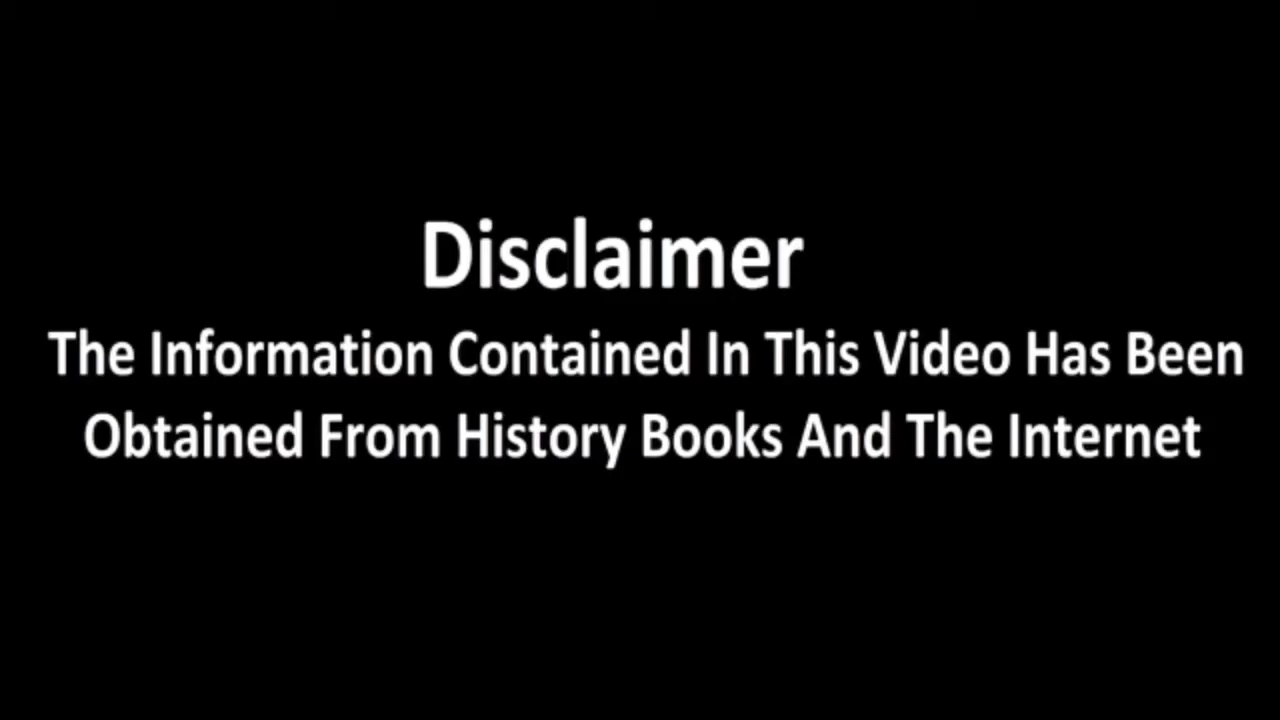 Disclaimer
The Information Contained In This Video Has Been
Obtained From History Books And The Internet